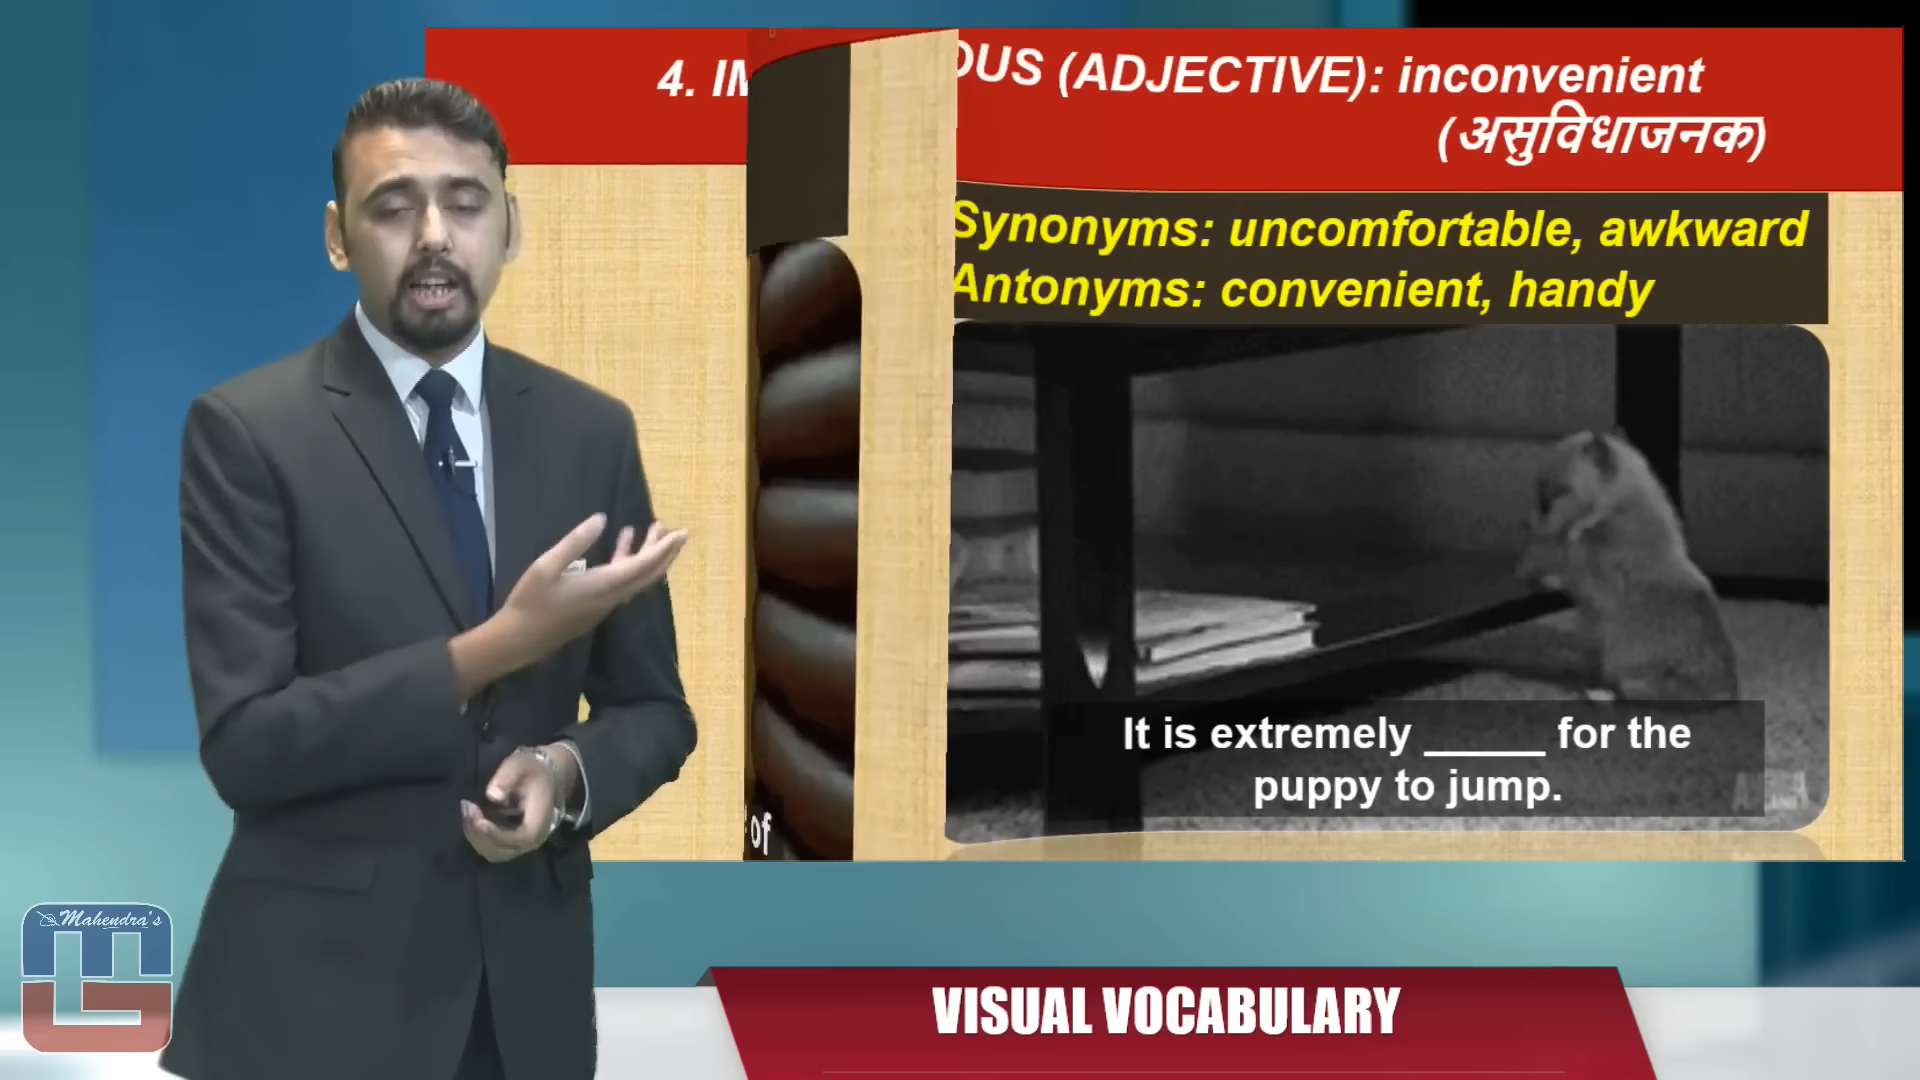 4. IM
OUS (ADJECTIVE): inconvenient
(असुविधाजनक)
Synonyms: uncomfortable, awkward
Antonyms: convenient, handy
It is extremely _____ for the
puppy to jump.
of
Mahendra's
VISUAL VOCABULARY